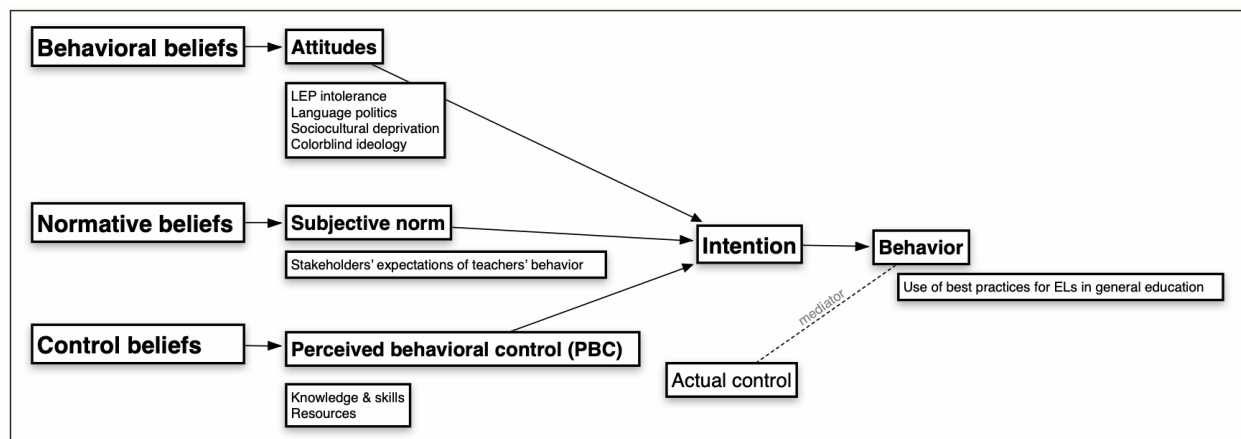 Behavioral beliefs
Attitudes
LEP intolerance
Language politics
Sociocultural deprivation
Colorblind ideology
Normative beliefs
Subjective norm
Stakeholders' expectations of teachers' behavior
Intention
Behavior
Use of best practices for ELs in general education
mediator
Control beliefs
Perceived behavioral control (PBC)
Actual control
Knowledge & skills
Resources